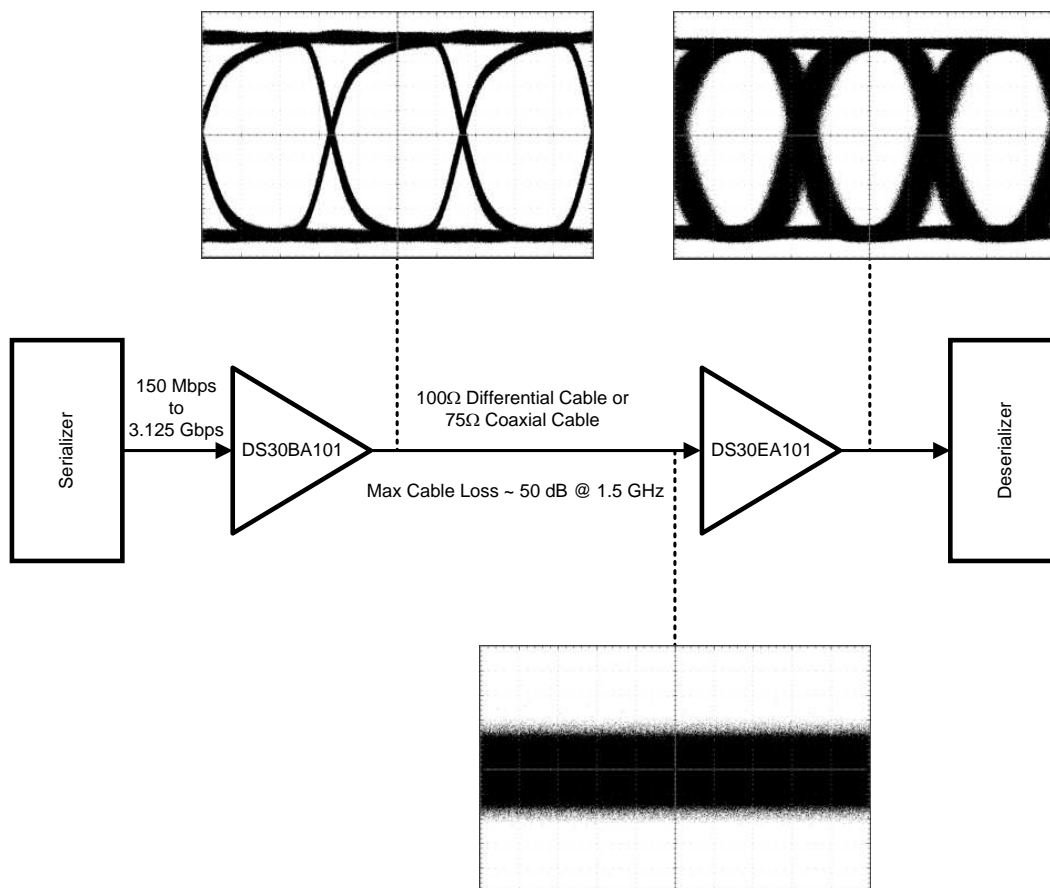 Serializer
150 Mbps
to
3.125 Gbps
DS30BA101
100Ω Differential Cable or
75Ω Coaxial Cable
Max Cable Loss ~ 50 dB @ 1.5 GHz
DS30EA101
Deserializer